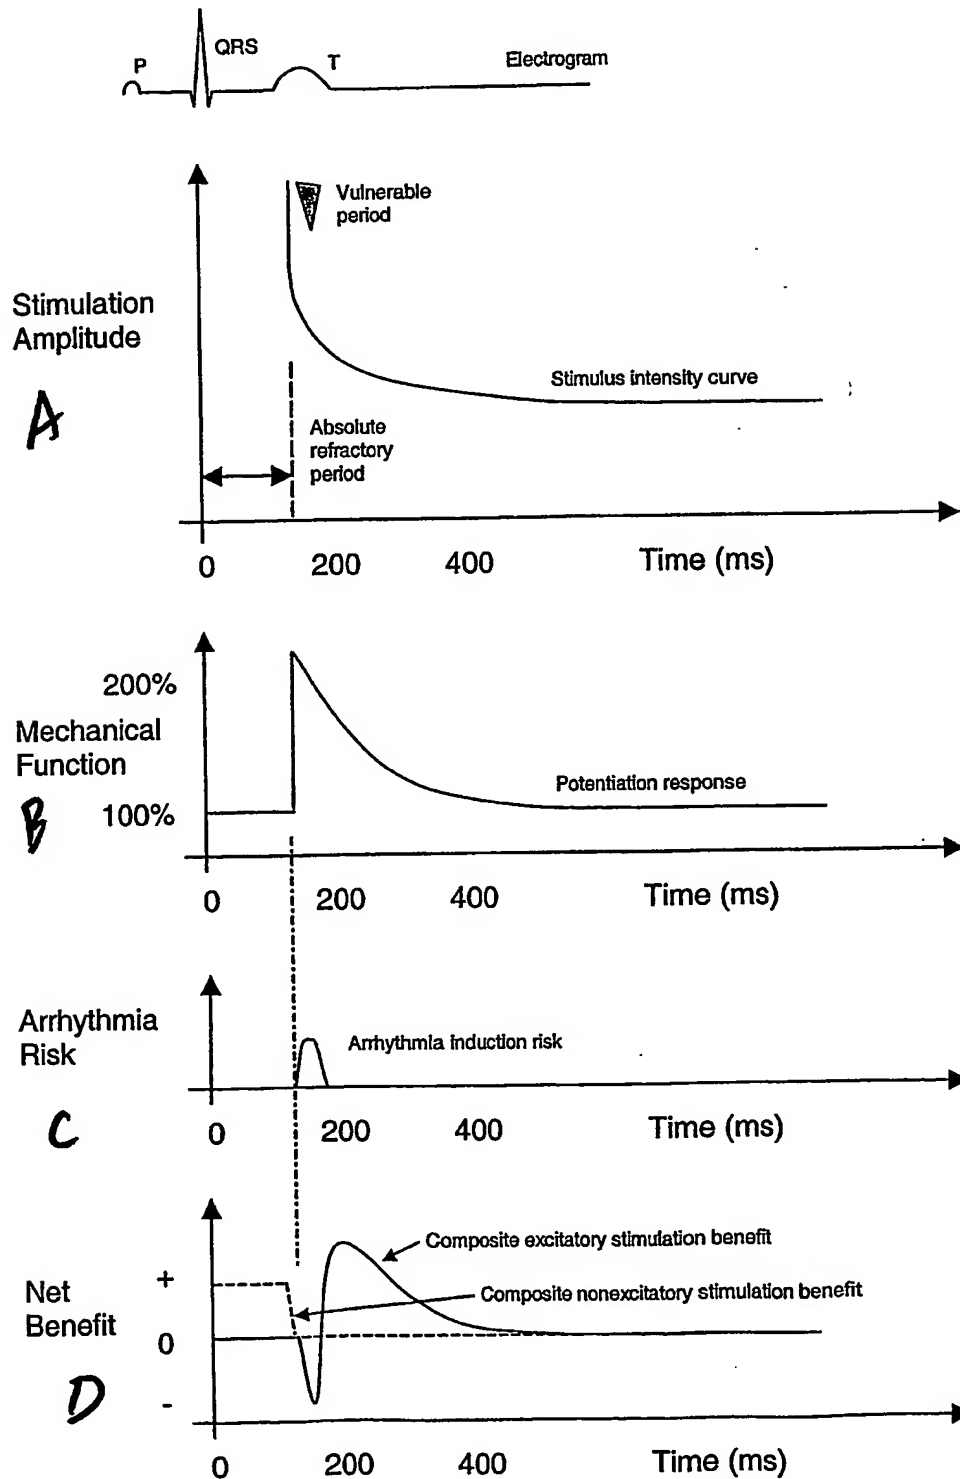 P
QRS
T
Electrogram
Vulnerable
period
Stimulation
Amplitude
A
Stimulus intensity curve
Absolute
refractory
period
0
200
400
Time (ms)
200%
Mechanical
Function
B
100%
Potentiation response
0
200
400
Time (ms)
Arrhythmia
Risk
C
Arrhythmia induction risk
0
200
400
Time (ms)
Net
Benefit
D
+
0
-
Composite excitatory stimulation benefit
Composite nonexcitatory stimulation benefit
0
200
400
Time (ms)